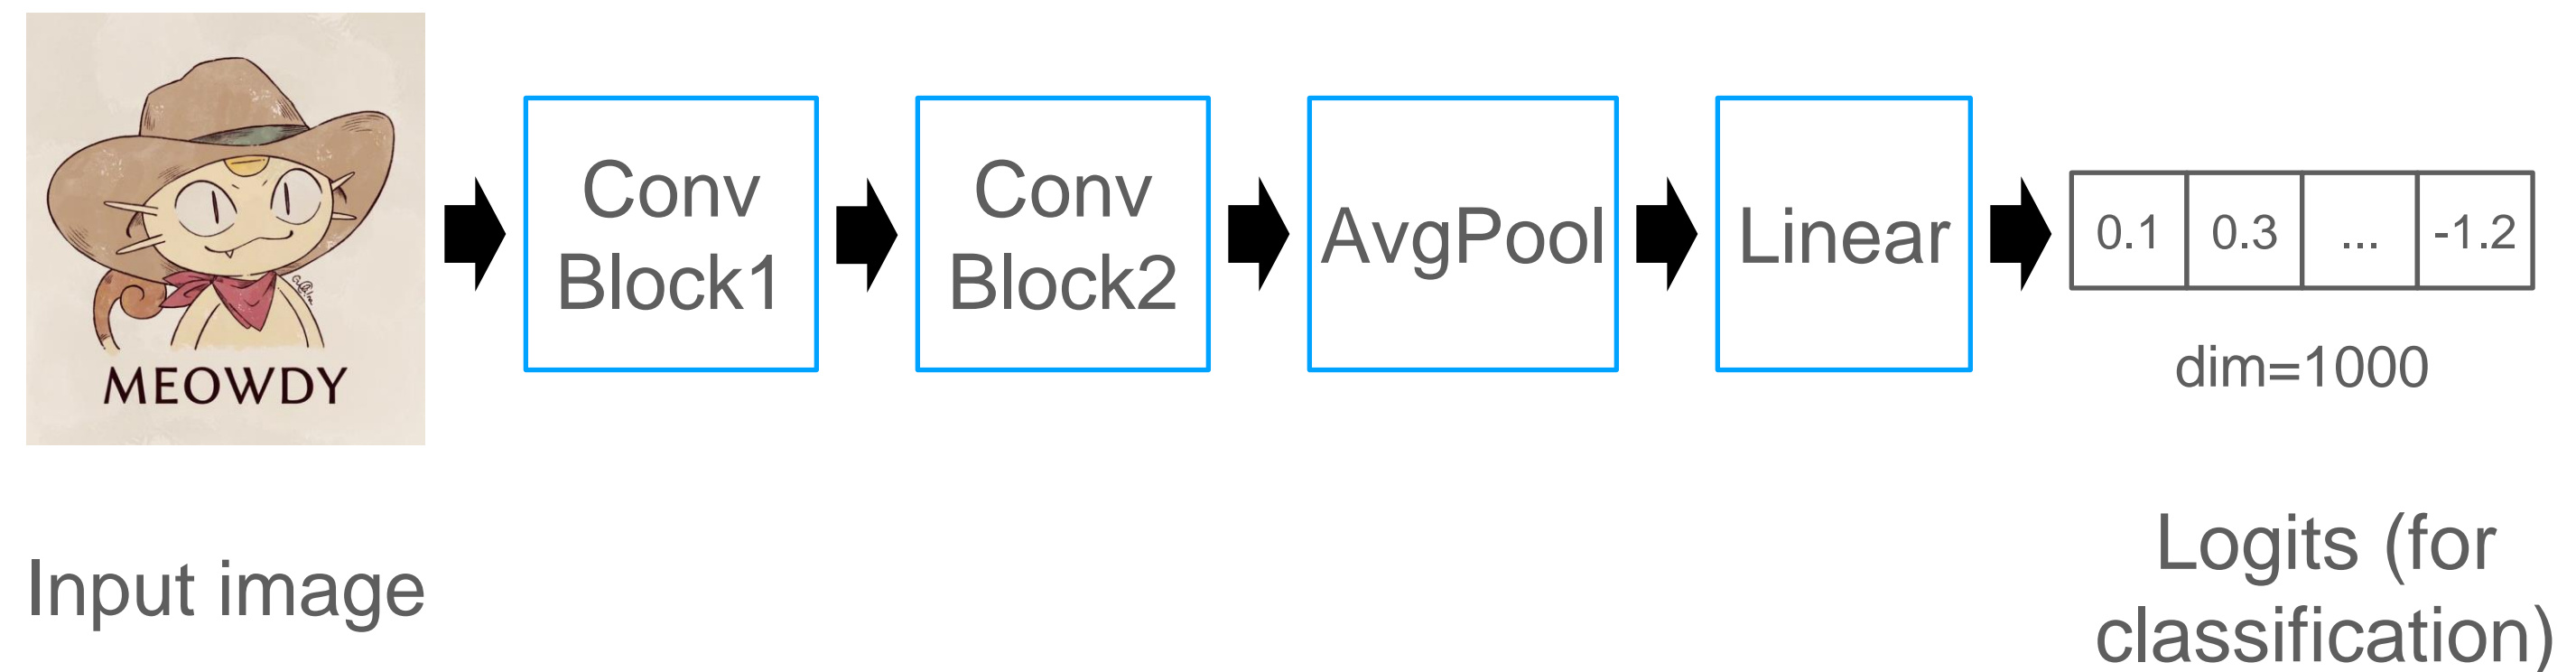 MEOWDY
Input image
Conv
Block1
Conv
Block2
AvgPool
Linear
0.1 0.3 ... -1.2
dim=1000
Logits (for
classification)